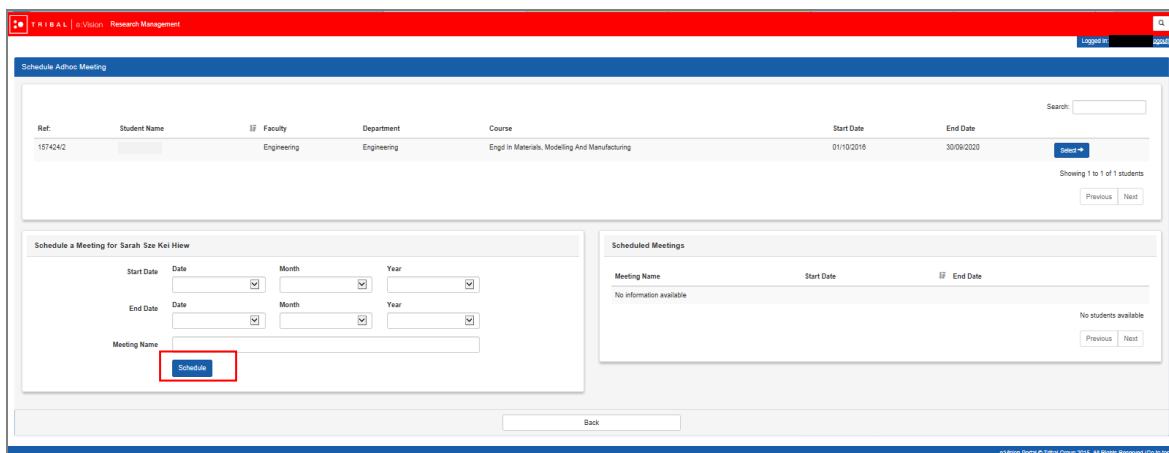 TRIBAL e:Vision Research Management
Logged in: logout
Schedule Adhoc Meeting
Search:
Ref: Student Name Faculty Department Course Start Date End Date
157424/2 Engineering Engineering Engd In Materials, Modelling And Manufacturing 01/10/2016 30/09/2020 Select
Showing 1 to 1 of 1 students
Previous Next
Schedule a Meeting for Sarah Sze Kei Hiew
Start Date Date Month Year
End Date Date Month Year
Meeting Name
Schedule
Scheduled Meetings
Meeting Name Start Date End Date
No information available
No students available
Previous Next
Back